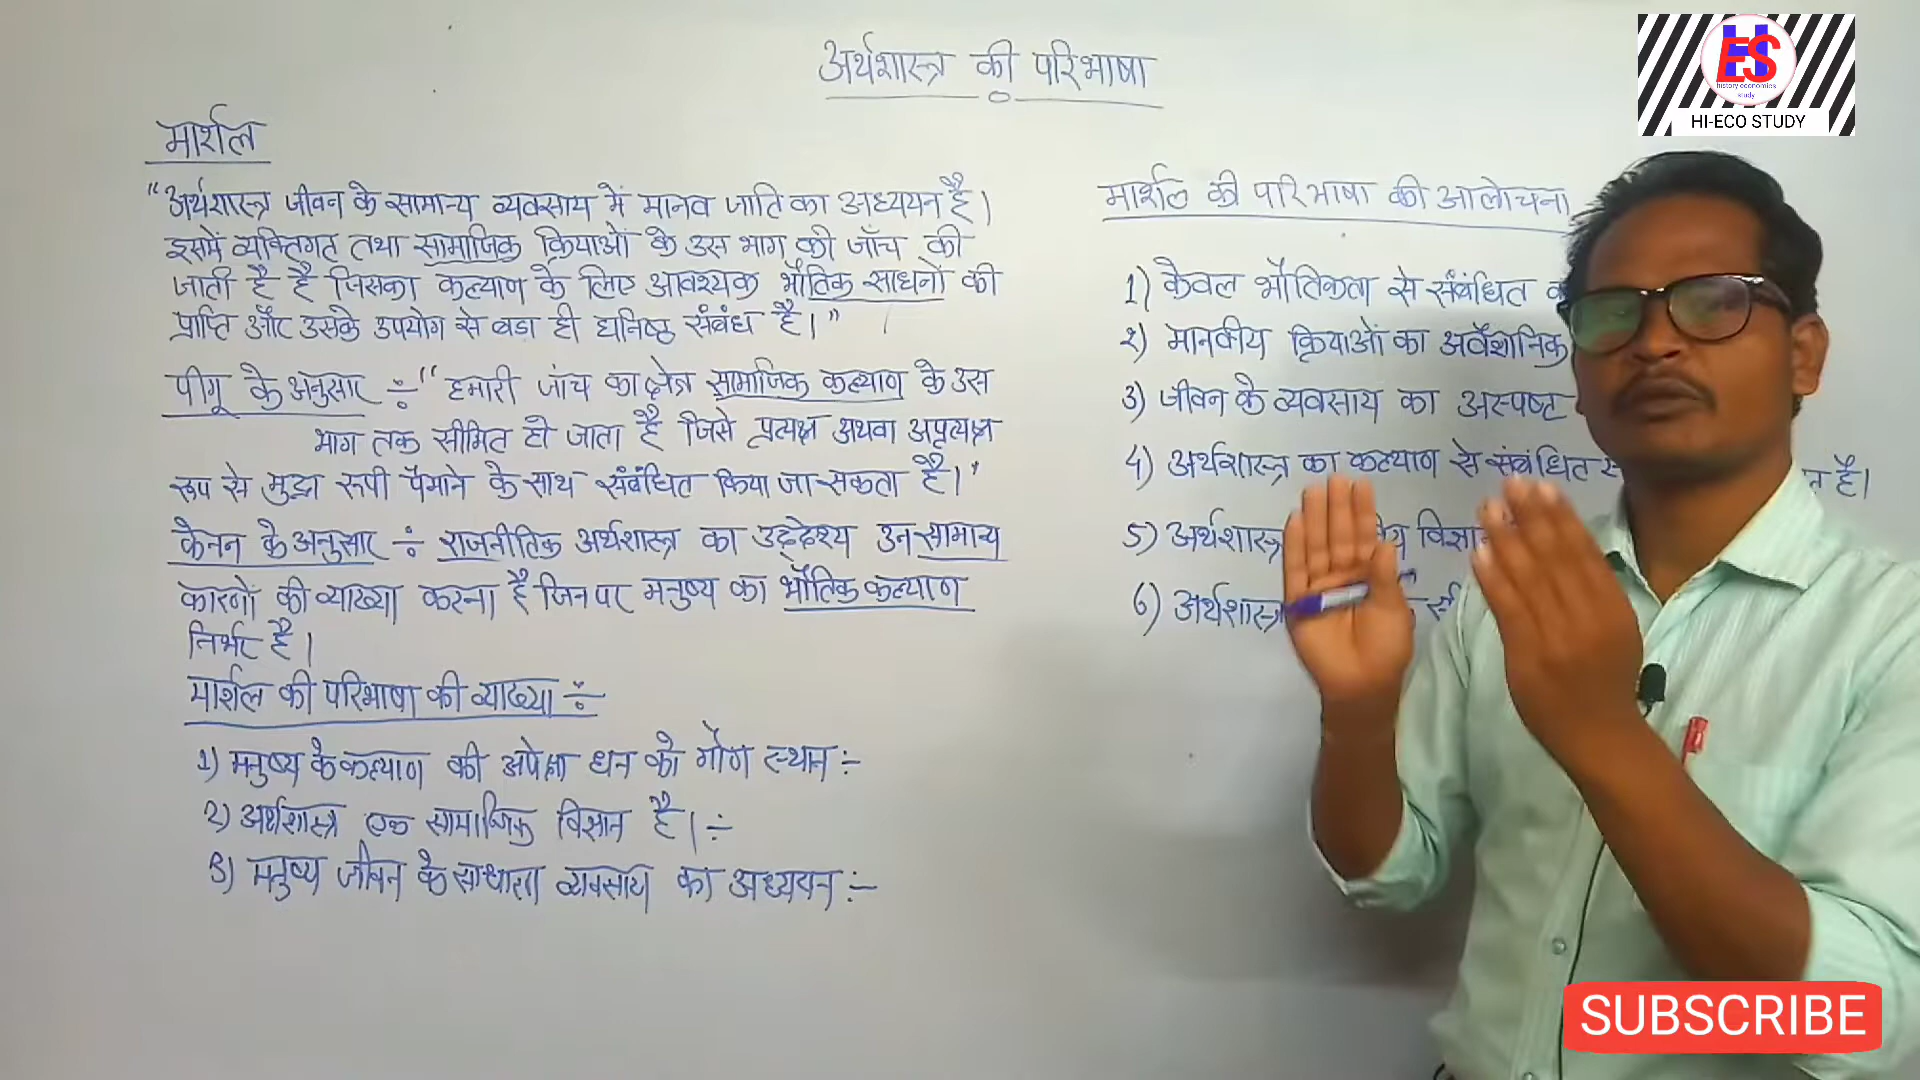 अर्थशास्त्र की परिभाषा
मार्शल
"अर्थशास्त्र जीवन के सामान्य व्यवसाय में मानव जाति का अध्ययन है।
इसमें व्यक्तिगत तथा सामाजिक क्रियाओं के उस भाग की जाँच की
जाती है है जिसका कल्याण के लिए आवश्यक भौतिक साधनों की
प्राप्ति और उसके उपयोग से बड़ा ही घनिष्ठ संबंध है।"
पीगू के अनुसार ÷ "हमारी जांच का क्षेत्र सामाजिक कल्याण के उस
भाग तक सीमित हो जाता है जिसे प्रत्यक्ष अथवा अप्रत्यक्ष
रूप से मुद्रा रूपी पैमाने के साथ संबंधित किया जा सकता है।"
केनन के अनुसार ÷ राजनीतिक अर्थशास्त्र का उद्देश्य उन सामान्य
कारणों की व्याख्या करना है जिन पर मनुष्य का भौतिक कल्याण
निर्भर है।
मार्शल की परिभाषा की व्याख्या ÷
1) मनुष्य के कल्याण की अपेक्षा धन को गौण स्थान :-
2) अर्थशास्त्र एक सामाजिक विज्ञान है। ÷
3) मनुष्य जीवन के साधारण व्यवसाय का अध्ययन :-
मार्शल की परिभाषा की आलोचना
1) केवल भौतिकता से संबंधित
2) मानवीय क्रियाओं का अवैज्ञानिक
3) जीवन के व्यवसाय का अस्पष्ट
4) अर्थशास्त्र का कल्याण से संबंधित है।
5) अर्थशास्त्र
6) अर्थशास्त्र
HES
history economics
study
HI-ECO STUDY
SUBSCRIBE